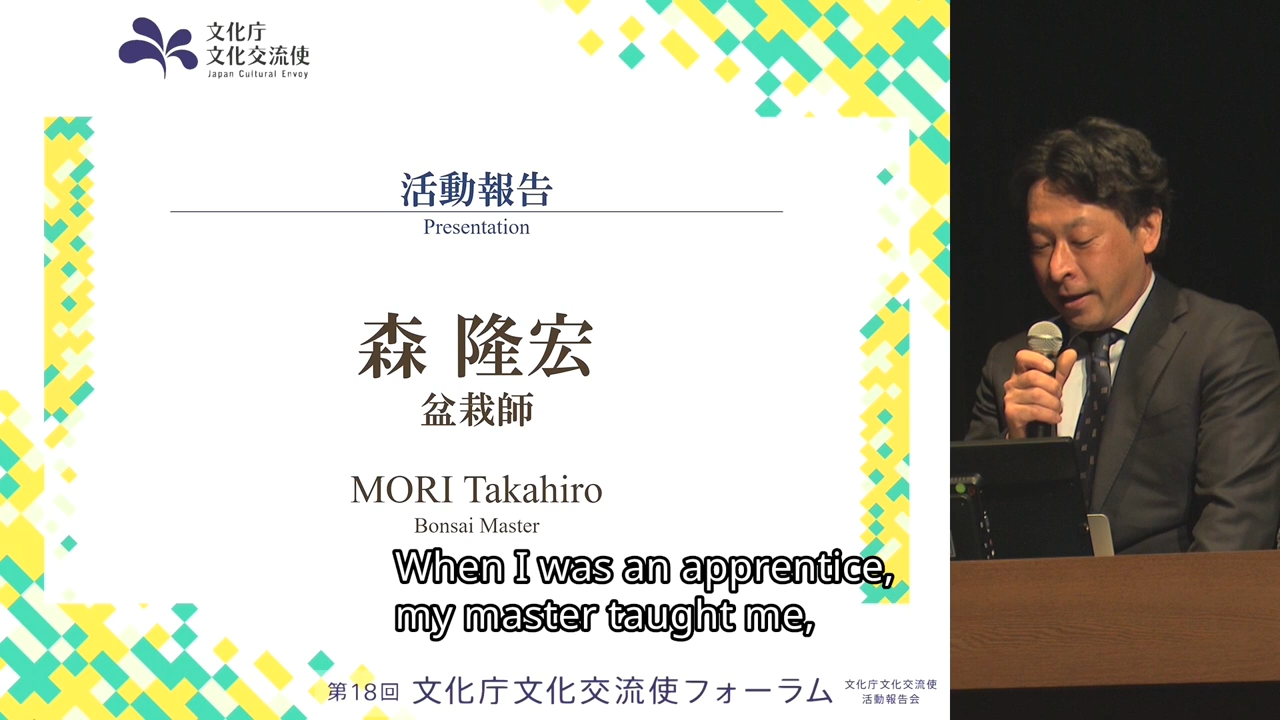 文化庁
文化交流使
Japan Cultural Envoy
活動報告
Presentation
森 隆宏
盆栽師
MORI Takahiro
Bonsai Master
When I was an apprentice,
my master taught me,
第18回 文化庁文化交流使フォーラム
文化庁文化交流使
活動報告会